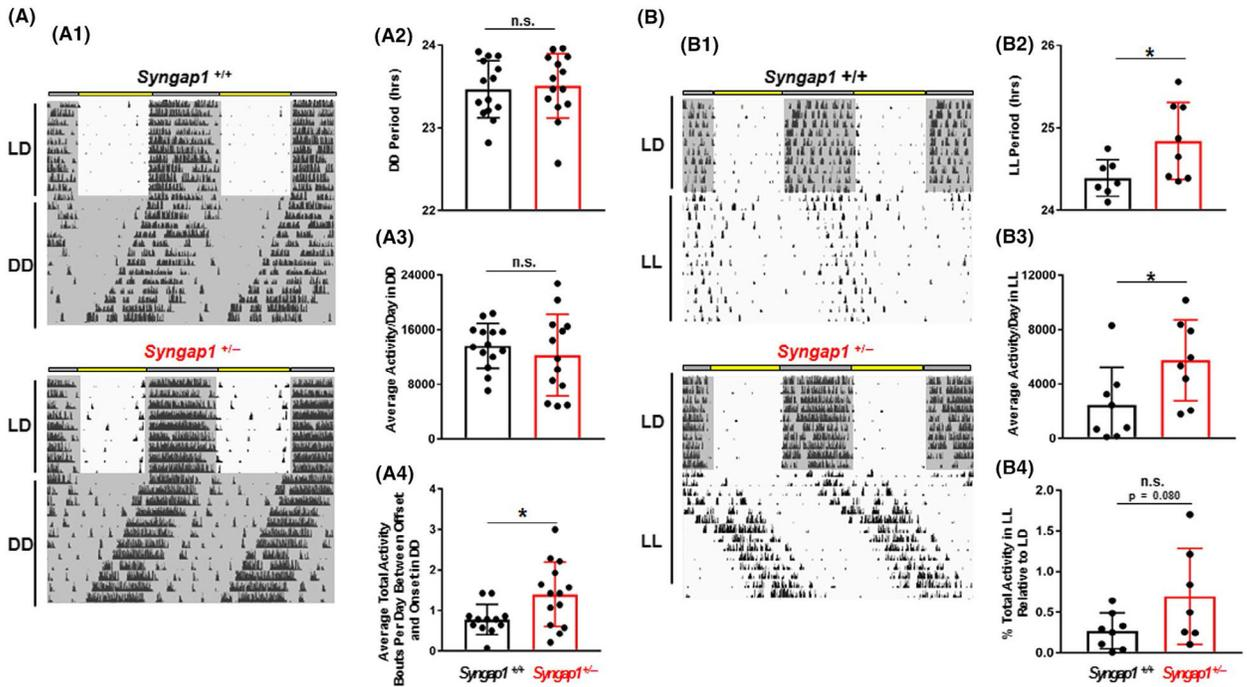 (A)
(A1)
Syngap1 +/+
LD
DD
Syngap1 +/–
LD
DD
(A2)
n.s.
24
23
22
DD Period (hrs)
(A3)
n.s.
24000
16000
8000
0
Average Activity/Day in DD
(A4)
*
4
3
2
1
0
Average Total Activity
Bouts Per Day Between Offset
and Onset in DD
Syngap1 +/+ Syngap1 +/–
(B)
(B1)
Syngap1 +/+
LD
LL
Syngap1 +/–
LD
LL
(B2)
*
26
25
24
LL Period (hrs)
(B3)
*
12000
8000
4000
0
Average Activity/Day in LL
(B4)
n.s.
p = 0.080
2.0
1.5
1.0
0.5
0.0
% Total Activity in LL
Relative to LD
Syngap1 +/+ Syngap1 +/–